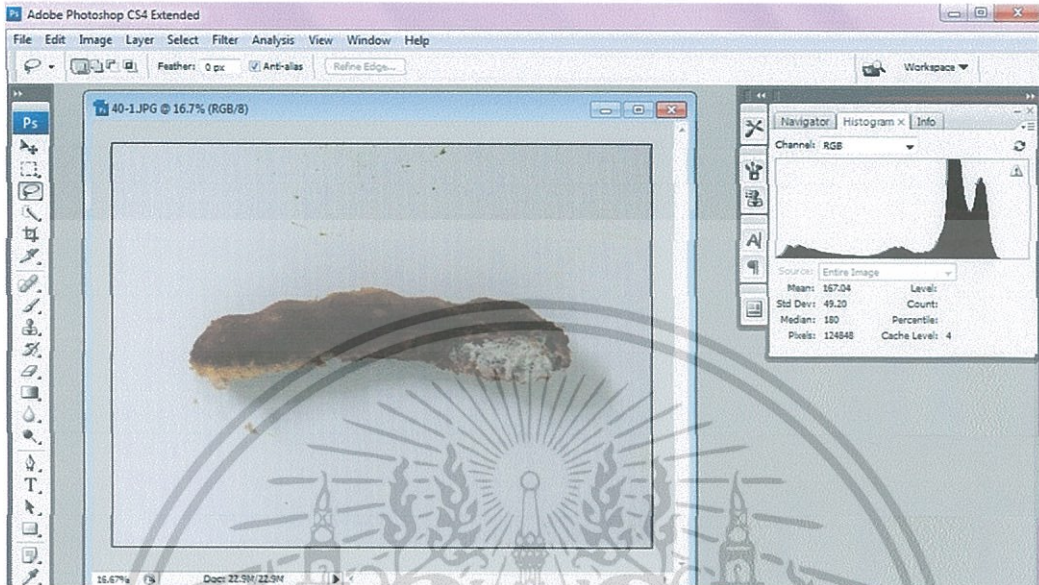 Ps Adobe Photoshop CS4 Extended
File Edit Image Layer Select Filter Analysis View Window Help
Feather: 0 px Anti-alias Refine Edge... Workspace
40-1.JPG @ 16.7% (RGB/8)
Ps
Navigator Histogram × Info
Channel: RGB
Source: Entire Image
Mean: 167.04 Level:
Std Dev: 49.20 Count:
Median: 180 Percentile:
Pixels: 124848 Cache Level: 4
T
A
16.67% Doc: 22.9M/22.9M